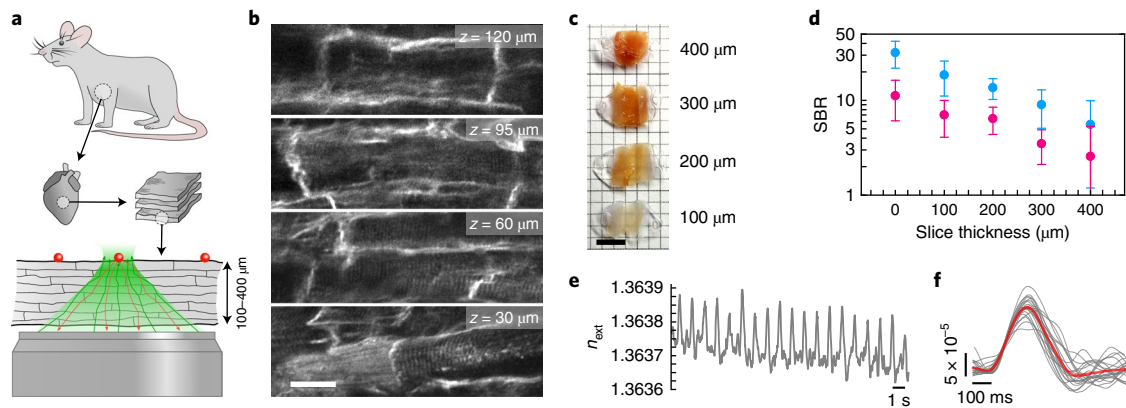 a
100–400 μm
b
z = 120 μm
z = 95 μm
z = 60 μm
z = 30 μm
c
400 μm
300 μm
200 μm
100 μm
d
50
30
10
5
3
1
SBR
0 100 200 300 400
Slice thickness (μm)
e
1.3639
1.3638
1.3637
1.3636
n_ext
1 s
f
5 × 10⁻⁵
100 ms